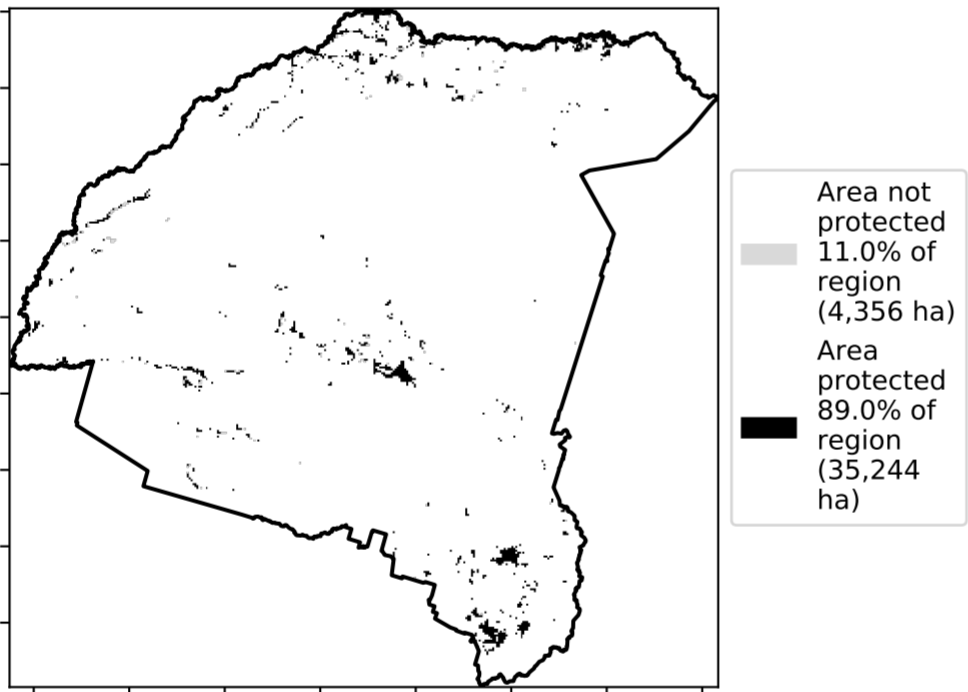 Area not
protected
11.0% of
region
(4,356 ha)
Area
protected
89.0% of
region
(35,244
ha)